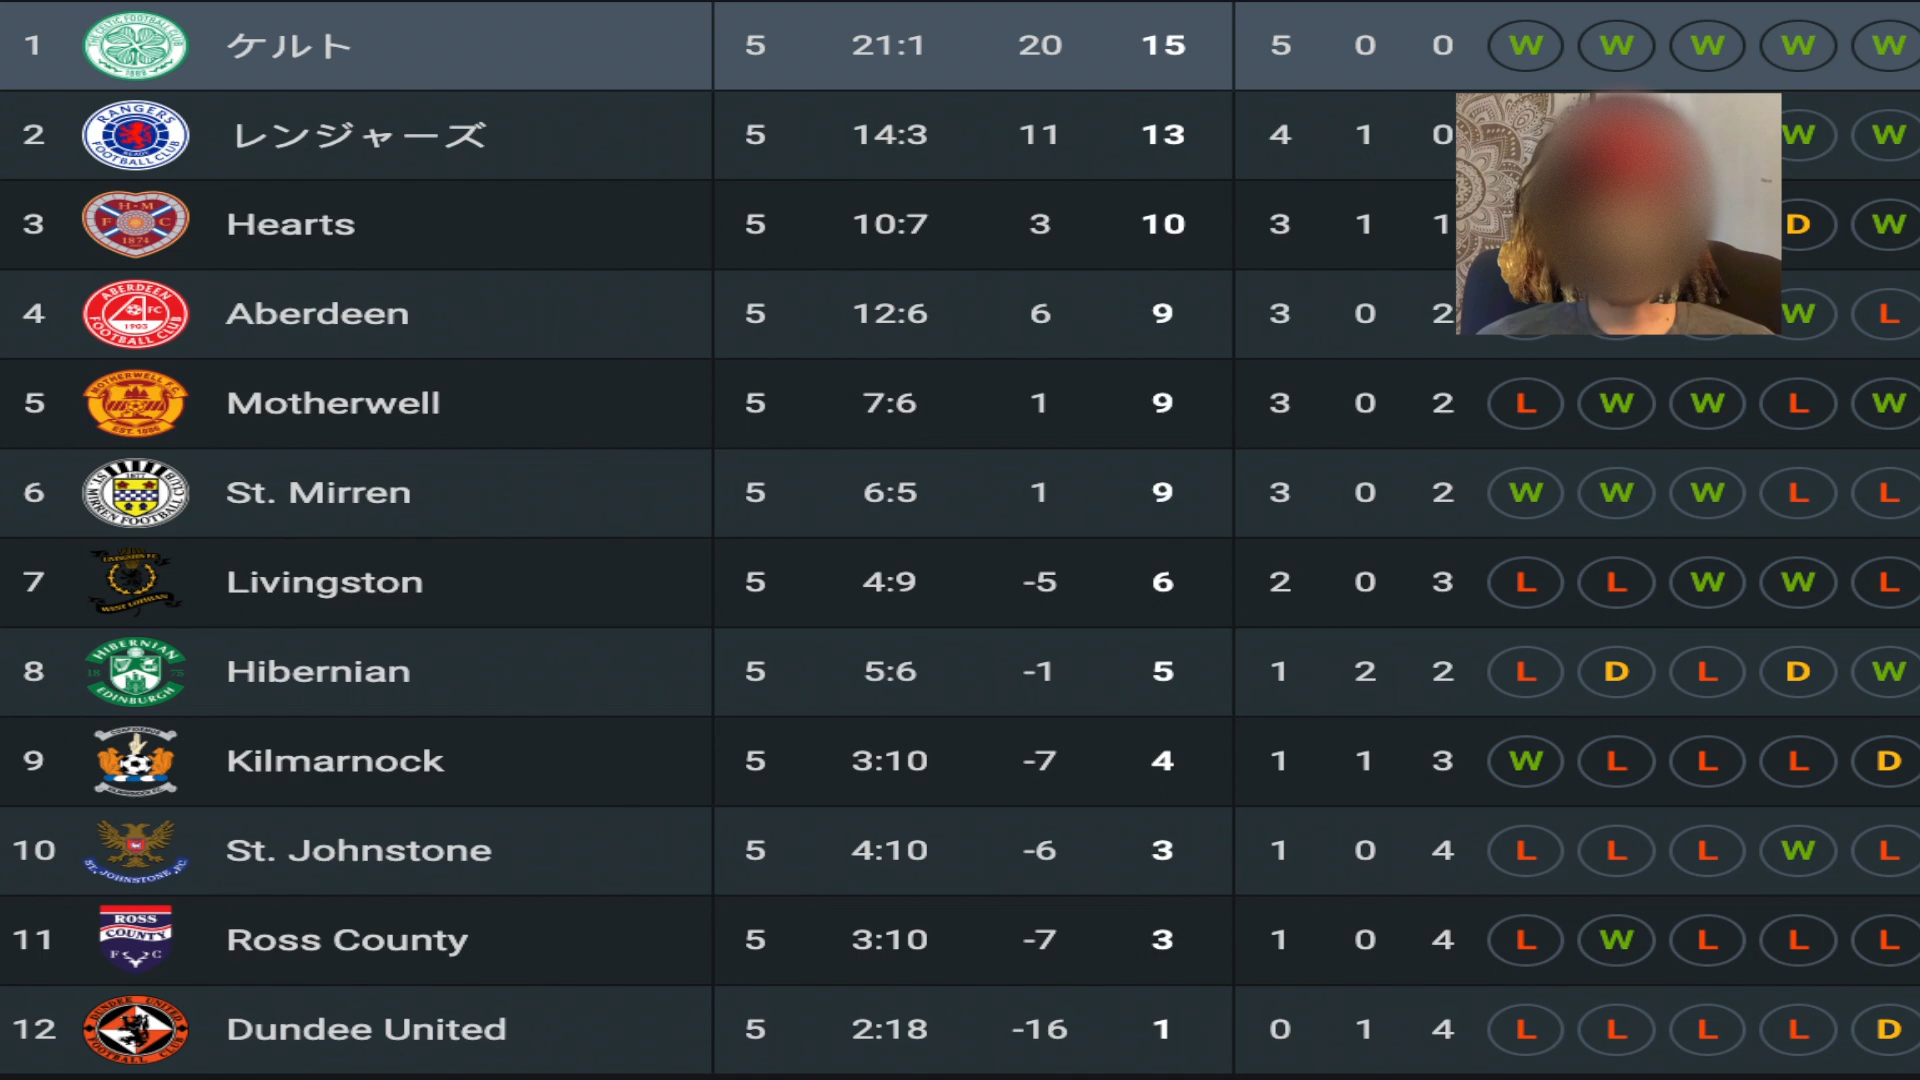 1 ケルト 5 21:1 20 15 5 0 0 W W W W W
2 レンジャーズ 5 14:3 11 13 4 1 0 W W
3 Hearts 5 10:7 3 10 3 1 1 D W
4 Aberdeen 5 12:6 6 9 3 0 2 W L
5 Motherwell 5 7:6 1 9 3 0 2 L W W L W
6 St. Mirren 5 6:5 1 9 3 0 2 W W W L L
7 Livingston 5 4:9 -5 6 2 0 3 L L W W L
8 Hibernian 5 5:6 -1 5 1 2 2 L D L D W
9 Kilmarnock 5 3:10 -7 4 1 1 3 W L L L D
10 St. Johnstone 5 4:10 -6 3 1 0 4 L L L W L
11 ROSS COUNTY F C Ross County 5 3:10 -7 3 1 0 4 L W L L L
12 Dundee United 5 2:18 -16 1 0 1 4 L L L L D